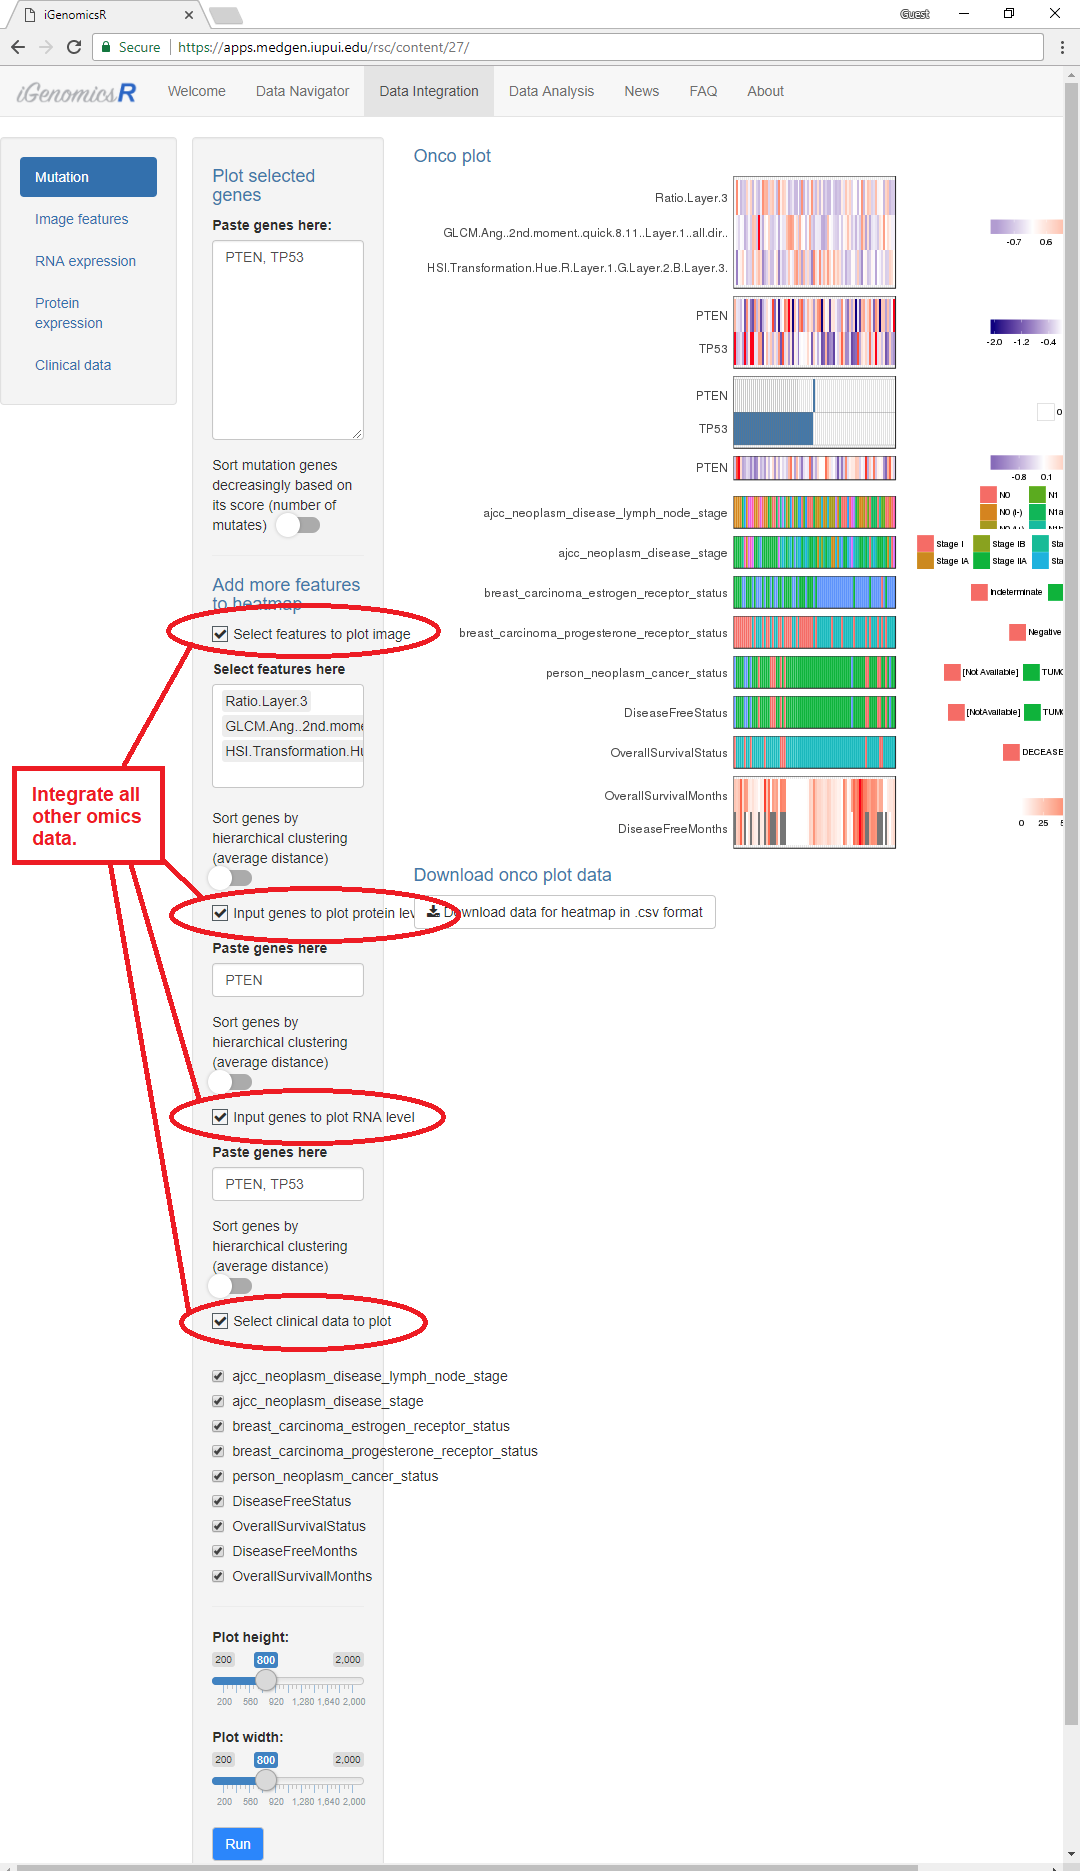 iGenomicsR
Guest
Secure
https://apps.medgen.iupui.edu/rsc/content/27/
iGenomicsR
Welcome
Data Navigator
Data Integration
Data Analysis
News
FAQ
About
Mutation
Image features
RNA expression
Protein
expression
Clinical data
Plot selected
genes
Paste genes here:
PTEN, TP53
Sort mutation genes
decreasingly based on
its score (number of
mutates)
Add more features
to heatmap
Select features to plot image
Select features here
Ratio.Layer.3
GLCM.Ang..2nd.mome
HSI.Transformation.Hu
Integrate all
other omics
data.
Sort genes by
hierarchical clustering
(average distance)
Input genes to plot protein lev
Paste genes here
PTEN
Sort genes by
hierarchical clustering
(average distance)
Input genes to plot RNA level
Paste genes here
PTEN, TP53
Sort genes by
hierarchical clustering
(average distance)
Select clinical data to plot
ajcc_neoplasm_disease_lymph_node_stage
ajcc_neoplasm_disease_stage
breast_carcinoma_estrogen_receptor_status
breast_carcinoma_progesterone_receptor_status
person_neoplasm_cancer_status
DiseaseFreeStatus
OverallSurvivalStatus
DiseaseFreeMonths
OverallSurvivalMonths
Plot height:
200 800 2,000
200 560 920 1,280 1,640 2,000
Plot width:
200 800 2,000
200 560 920 1,280 1,640 2,000
Run
Onco plot
Ratio.Layer.3
GLCM.Ang..2nd.moment..quick.8.11..Layer.1..all.dir..
-0.7 0.6
HSI.Transformation.Hue.R.Layer.1.G.Layer.2.B.Layer.3.
PTEN
TP53
-2.0 -1.2 -0.4
PTEN
TP53
0
PTEN
-0.8 0.1
ajcc_neoplasm_disease_lymph_node_stage
N0 N1
N0 (I-) N1a
ajcc_neoplasm_disease_stage
Stage I Stage IB Sta
Stage IA Stage IIA Sta
breast_carcinoma_estrogen_receptor_status
Indeterminate
breast_carcinoma_progesterone_receptor_status
Negative
person_neoplasm_cancer_status
[Not Available] TUMO
DiseaseFreeStatus
[NotAvailable] TUMO
OverallSurvivalStatus
DECEASE
OverallSurvivalMonths
DiseaseFreeMonths
0 25 5
Download onco plot data
Download data for heatmap in .csv format